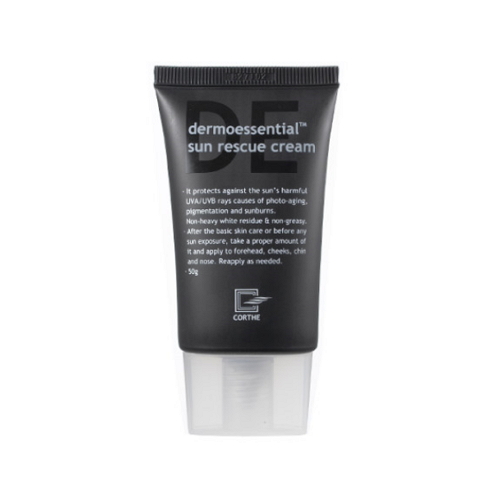 DE
dermoessential™
sun rescue cream
· It protects against the sun's harmful
UVA/UVB rays causes of photo-aging,
pigmentation and sunburns.
Non-heavy white residue & non-greasy.
· After the basic skin care or before any
sun exposure, take a proper amount of
it and apply to forehead, cheeks, chin
and nose. Reapply as needed.
· 50g
CORTHE